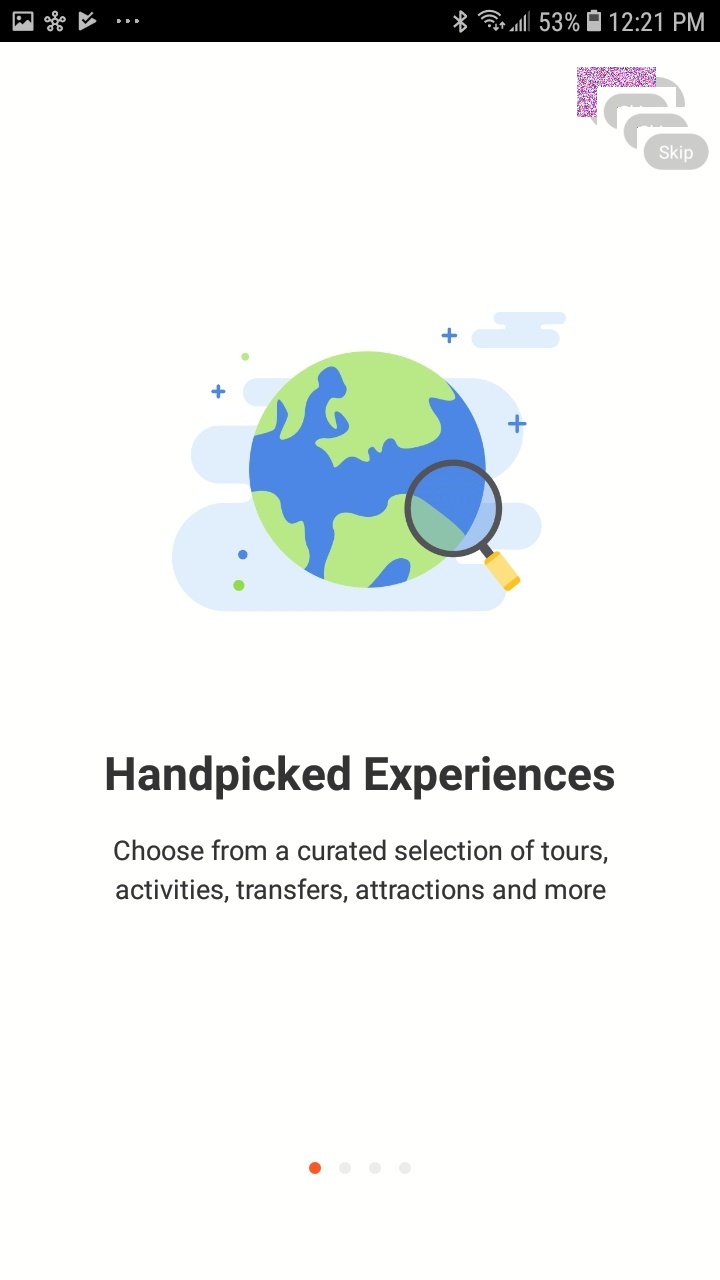 53% 12:21 PM
Skip
Handpicked Experiences
Choose from a curated selection of tours,
activities, transfers, attractions and more